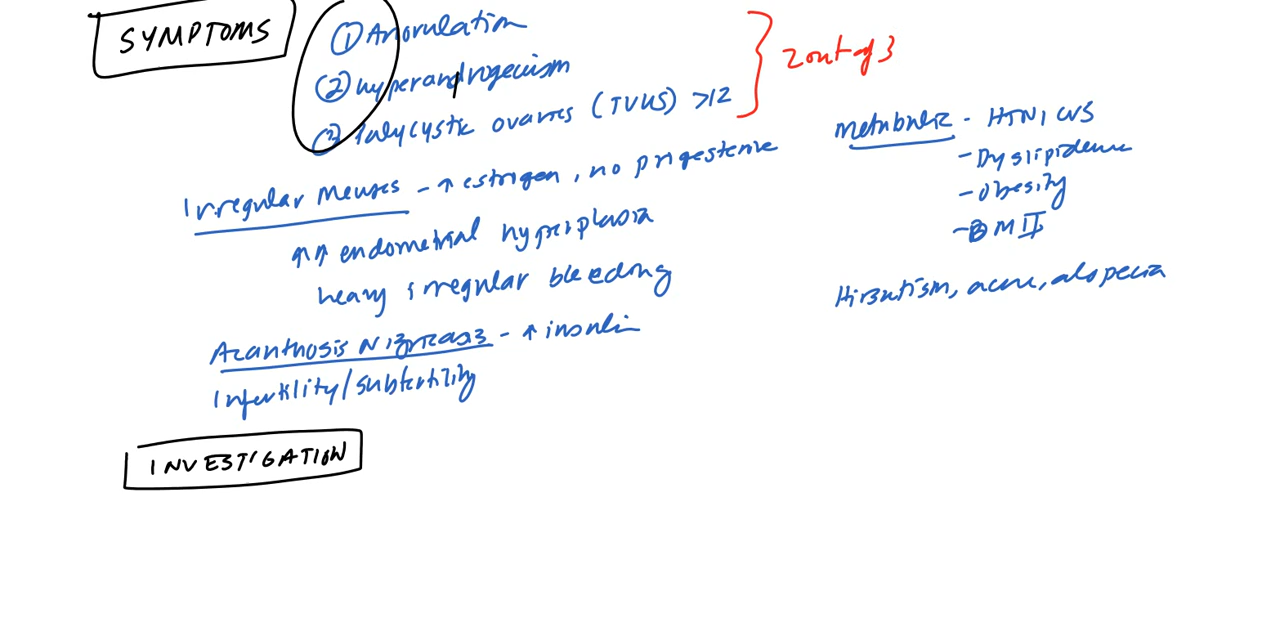 SYMPTOMS
① Anovulation
② hyperandrogenism
③ Polycystic ovaries (TVUS) >12
2 out of 3
Irregular Menses - ↑ estrogen, no progesterone
↑↑ endometrial hyperplasia
heavy irregular bleeding
Acanthosis Nigricans - ↑ insulin
Infertility/subfertility
Metabolic - HTN, CVS
- Dyslipidemia
- Obesity
- DM II
Hirsutism, acne, alopecia
INVESTIGATION